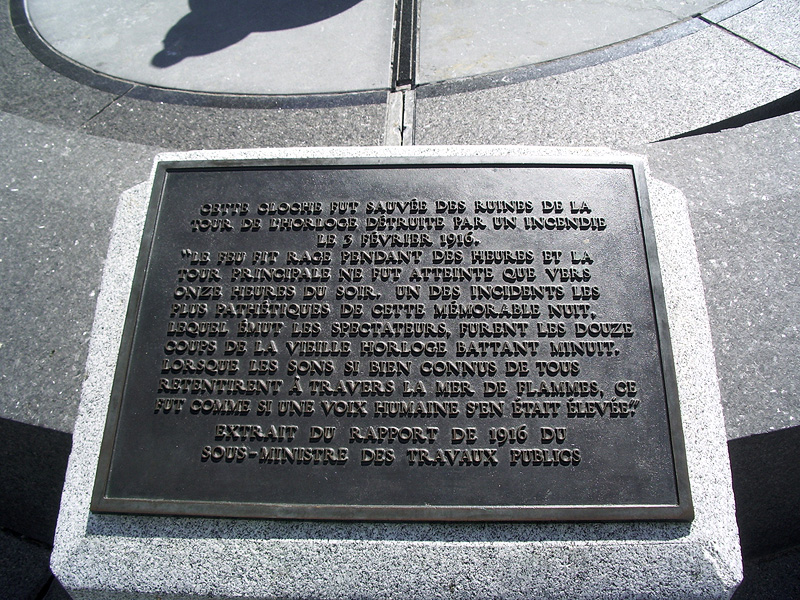 CETTE CLOCHE FUT SAUVÉE DES RUINES DE LA
TOUR DE L'HORLOGE DÉTRUITE PAR UN INCENDIE
LE 3 FÉVRIER 1916.
"LE FEU FIT RAGE PENDANT DES HEURES ET LA
TOUR PRINCIPALE NE FUT ATTEINTE QUE VERS
ONZE HEURES DU SOIR. UN DES INCIDENTS LES
PLUS PATHÉTIQUES DE CETTE MÉMORABLE NUIT,
LEQUEL ÉMUT LES SPECTATEURS, FURENT LES DOUZE
COUPS DE LA VIEILLE HORLOGE BATTANT MINUIT,
LORSQUE LES SONS SI BIEN CONNUS DE TOUS
RETENTIRENT À TRAVERS LA MER DE FLAMMES, CE
FUT COMME SI UNE VOIX HUMAINE S'EN ÉTAIT ÉLEVÉE."
EXTRAIT DU RAPPORT DE 1916 DU
SOUS-MINISTRE DES TRAVAUX PUBLICS